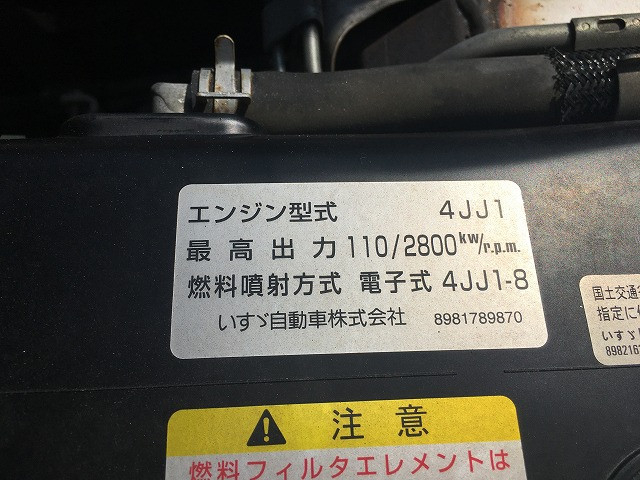 エンジン型式 4JJ1
最高出力 110/2800kW/r.p.m.
燃料噴射方式 電子式 4JJ1-8
いすゞ自動車株式会社 8981789870
国土交通
指定に
いすゞ
898216
⚠ 注意
燃料フィルタエレメントは